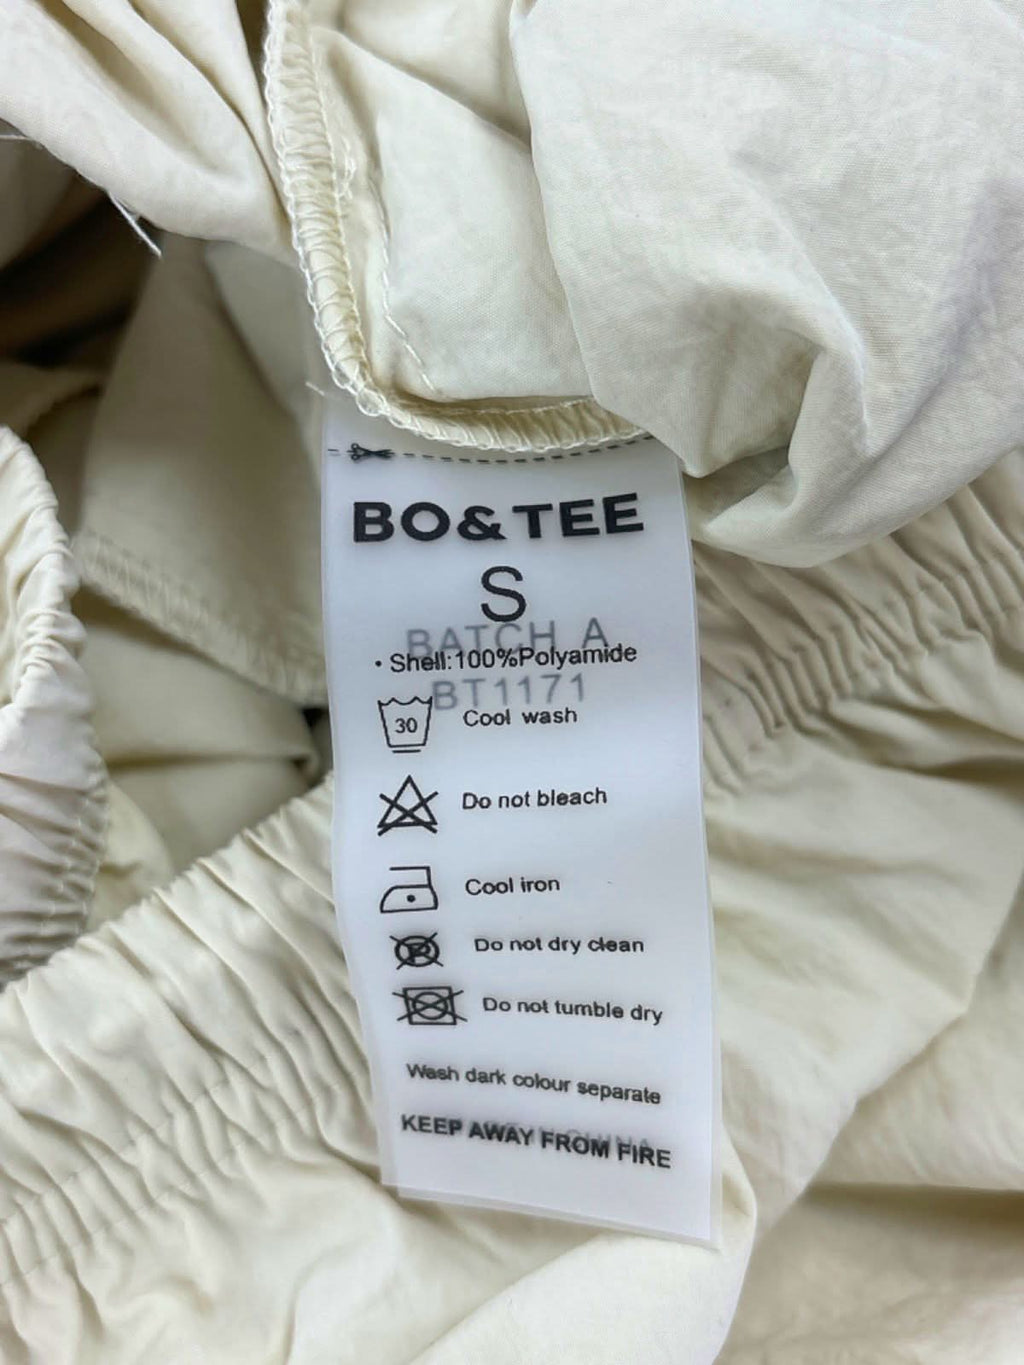 BO&TEE
S
BATCH A
• Shell:100%Polyamide
BT1171
30 Cool wash
Do not bleach
Cool iron
P Do not dry clean
Do not tumble dry
Wash dark colour separate
KEEP AWAY FROM FIRE